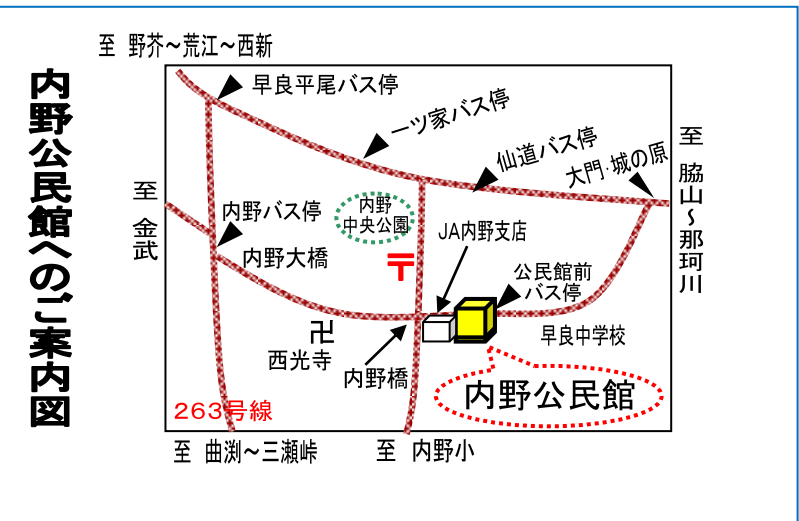 内野公民館へのご案内図
至 野芥～荒江～西新
早良平尾バス停
一ツ家バス停
仙道バス停
大門・城の原
至 脇山～那珂川
至 金武
内野バス停
内野
中央公園
JA内野支店
内野大橋
〒
公民館前
バス停
卍
西光寺
内野橋
早良中学校
内野公民館
263号線
至 曲渕～三瀬峠
至 内野小